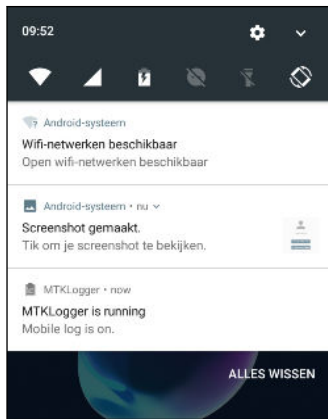 09:52
Android-systeem
Wifi-netwerken beschikbaar
Open wifi-netwerken beschikbaar
Android-systeem • nu
Screenshot gemaakt.
Tik om je screenshot te bekijken.
MTKLogger • now
MTKLogger is running
Mobile log is on.
ALLES WISSEN